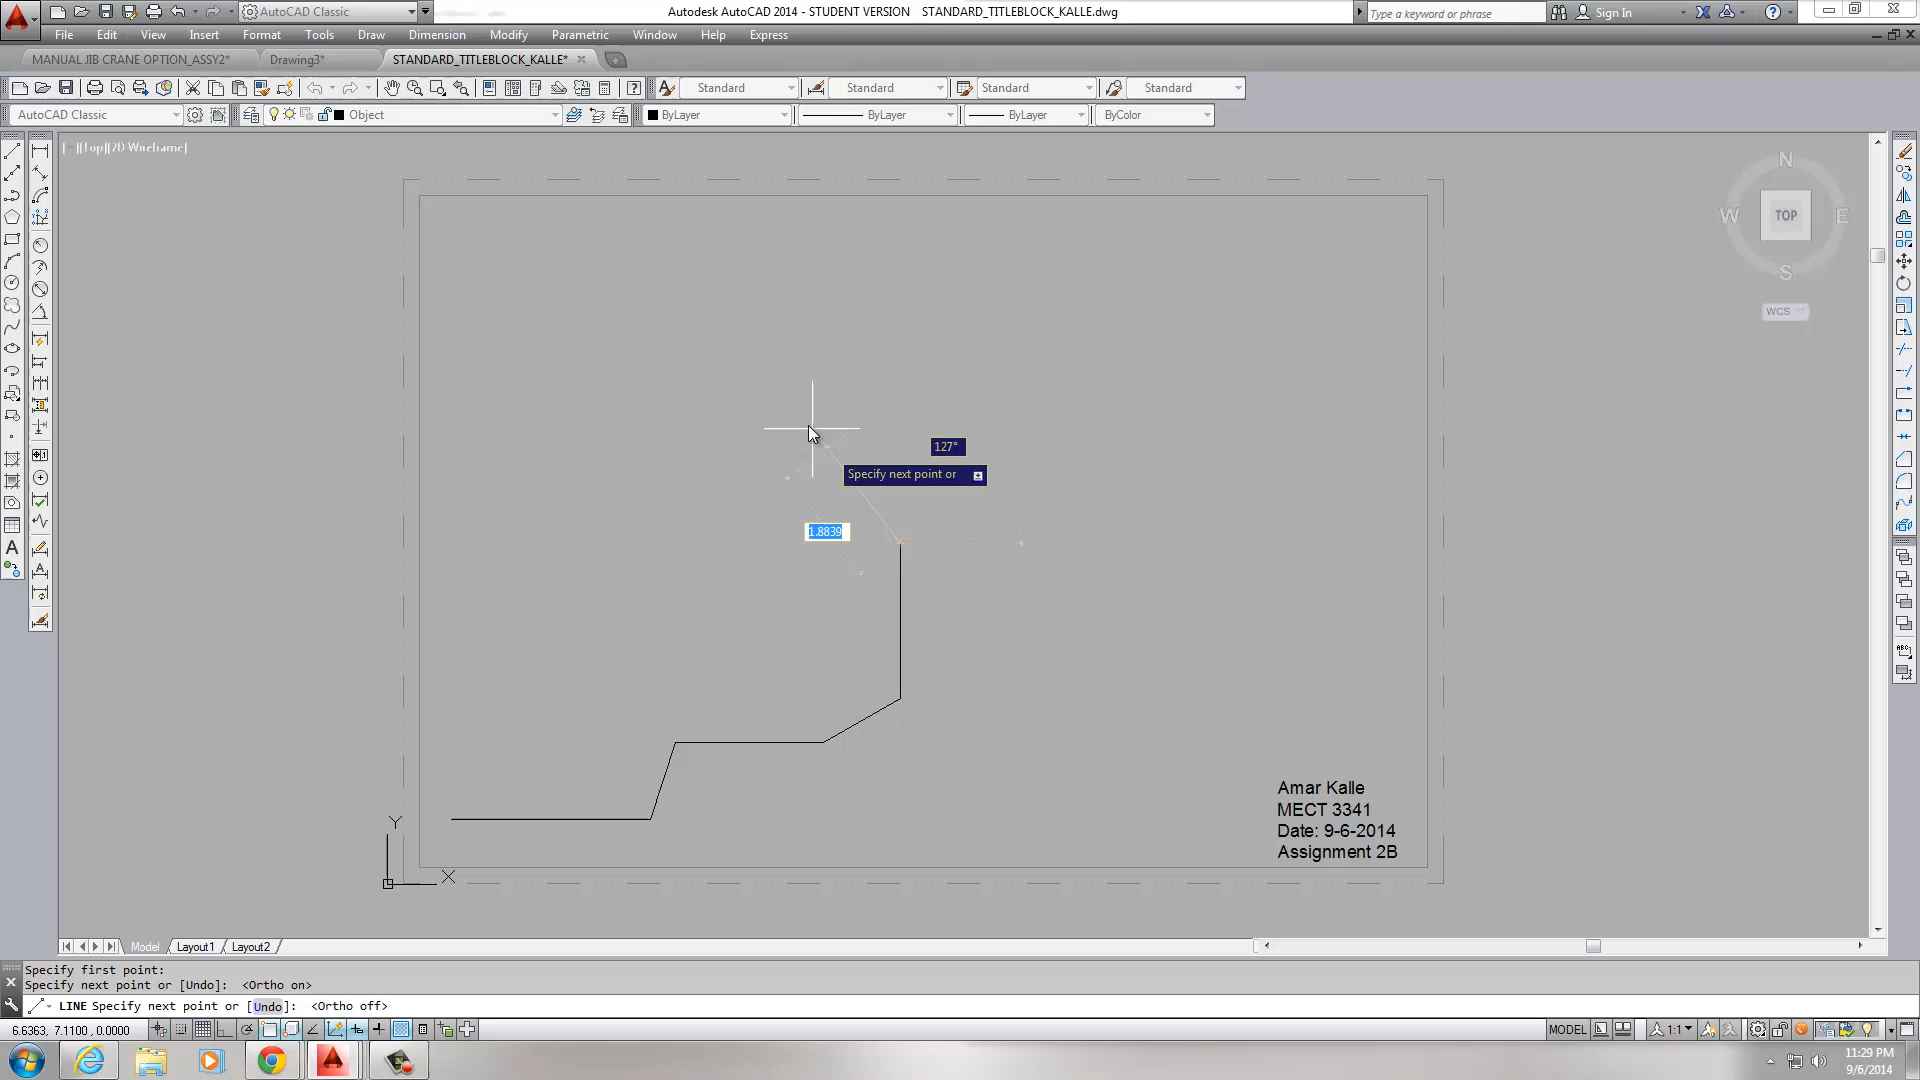 Autodesk AutoCAD 2014 - STUDENT VERSION STANDARD_TITLEBLOCK_KALLE.dwg
AutoCAD Classic
Type a keyword or phrase
Sign In
File Edit View Insert Format Tools Draw Dimension Modify Parametric Window Help Express
MANUAL JIB CRANE OPTION_ASSY2* Drawing3* STANDARD_TITLEBLOCK_KALLE*
Standard Standard Standard Standard
AutoCAD Classic Object ByLayer ByLayer ByLayer ByColor
[-][Top][2D Wireframe]
N
W TOP E
S
WCS
127°
Specify next point or
1.8839
Amar Kalle
MECT 3341
Date: 9-6-2014
Assignment 2B
Y
X
Model Layout1 Layout2
Specify first point:
Specify next point or [Undo]: <Ortho on>
LINE Specify next point or [Undo]: <Ortho off>
6.6363, 7.1100, 0.0000 MODEL 1:1
11:29 PM
9/6/2014